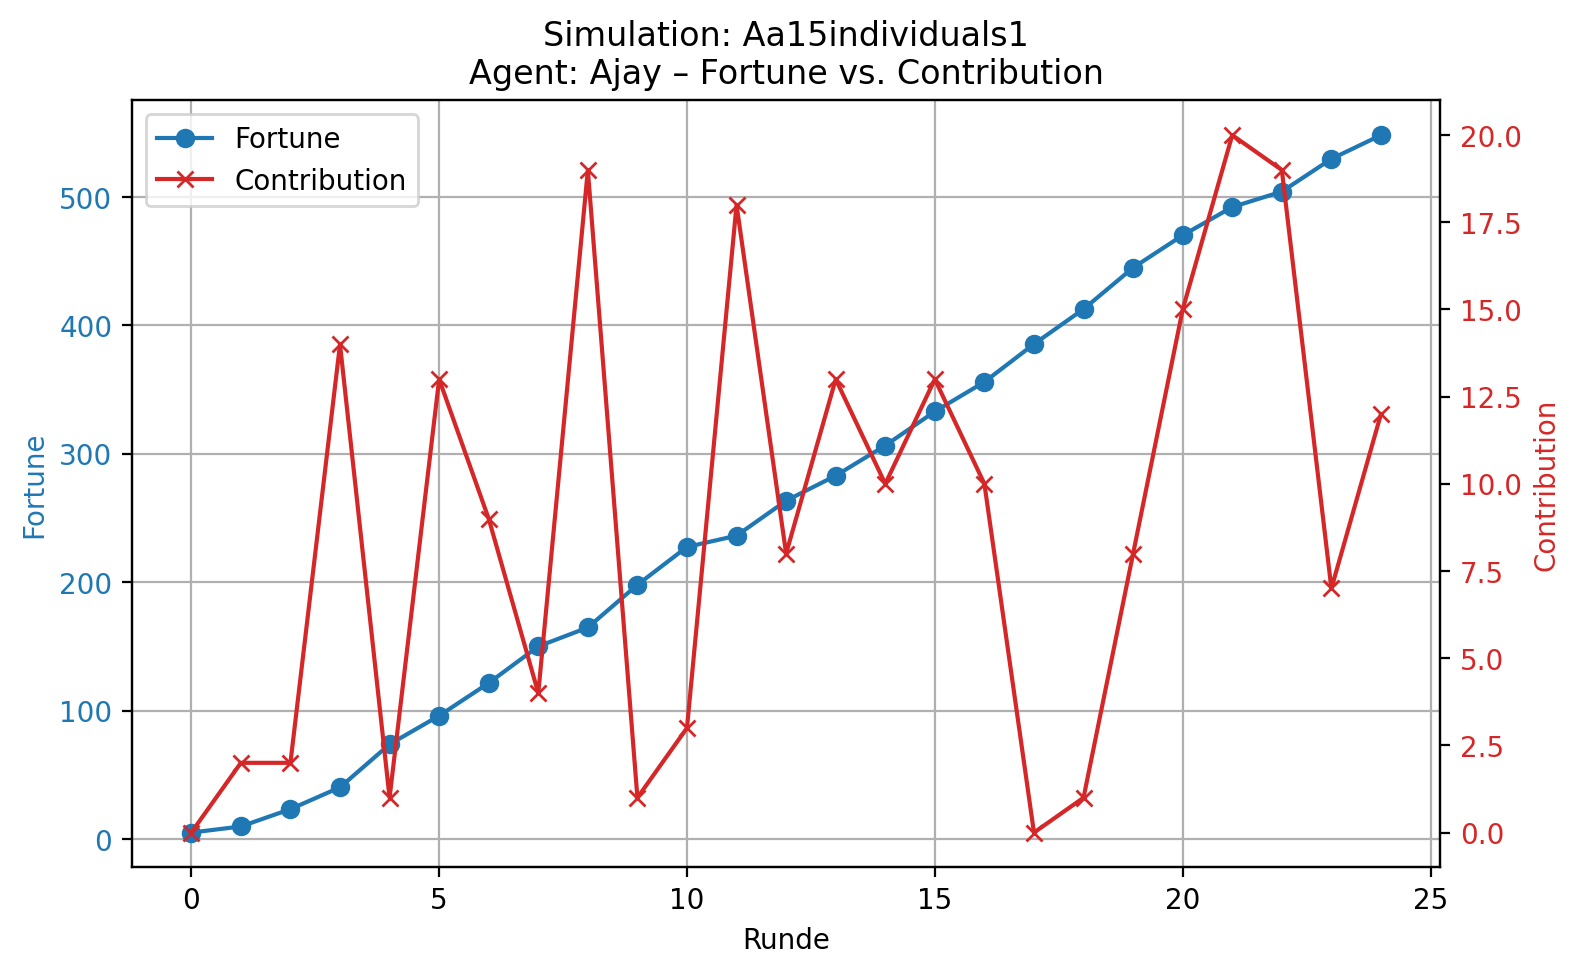 Simulation: Aa15individuals1
Agent: Ajay – Fortune vs. Contribution
Fortune
Contribution
500
400
300
200
100
0
Fortune
20.0
17.5
15.0
12.5
10.0
7.5
5.0
2.5
0.0
Contribution
0 5 10 15 20 25
Runde